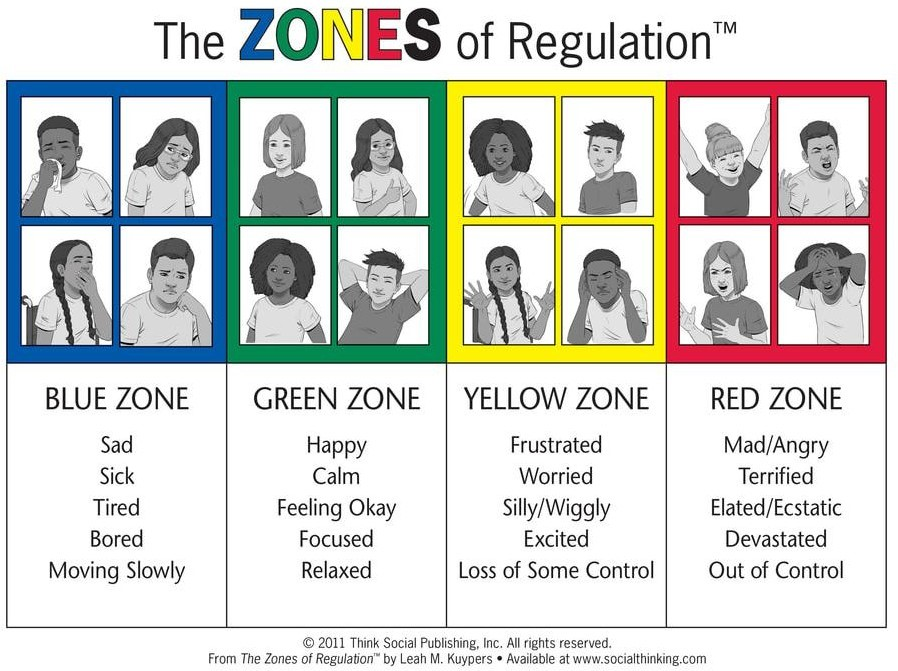 The ZONES of Regulation™
BLUE ZONE
Sad
Sick
Tired
Bored
Moving Slowly
GREEN ZONE
Happy
Calm
Feeling Okay
Focused
Relaxed
YELLOW ZONE
Frustrated
Worried
Silly/Wiggly
Excited
Loss of Some Control
RED ZONE
Mad/Angry
Terrified
Elated/Ecstatic
Devastated
Out of Control
© 2011 Think Social Publishing, Inc. All rights reserved.
From The Zones of Regulation™ by Leah M. Kuypers • Available at www.socialthinking.com